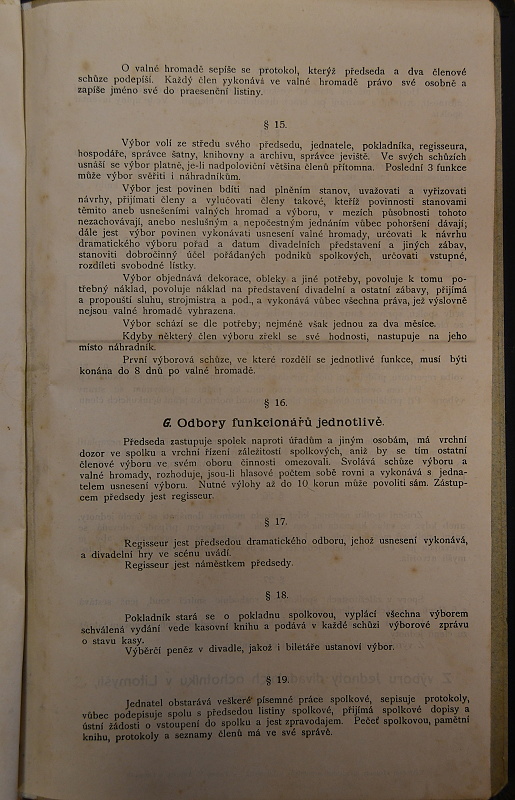 O valné hromadě sepíše se protokol, kterýž předseda a dva členové
schůze podepíší. Každý člen vykonává ve valné hromadě právo své osobně a
zapíše jméno své do praesenční listiny.
§ 15.
Výbor volí ze středu svého předsedu, jednatele, pokladníka, regisseura,
hospodáře, správce šatny, knihovny a archivu, správce jeviště. Ve svých schůzích
usnáší se výbor platně, je-li nadpoloviční většina členů přítomna. Poslední 3 funkce
může výbor svěřiti i náhradníkům.
Výbor jest povinen bdíti nad plněním stanov, uvažovati a vyřizovati
návrhy, přijímati členy a vylučovati členy takové, kteříž povinnosti stanovami
těmito aneb usnešeními valných hromad a výboru, v mezích působnosti tohoto
nezachovávají, anebo neslušným a nepočestným jednáním vůbec pohoršení dávají;
dále jest výbor povinen vykonávati usnesení valné hromady, určovati k návrhu
dramatického výboru pořad a datum divadelních představení a jiných zábav,
stanoviti dobročinný účel pořádaných podniků spolkových, určovati vstupné,
rozdíleti svobodné lístky.
Výbor objednává dekorace, obleky a jiné potřeby, povoluje k tomu po-
třebný náklad, povoluje náklad na představení divadelní a ostatní zábavy, přijímá
a propouští sluhu, strojmistra a pod., a vykonává vůbec všechna práva, jež výslovně
nejsou valné hromadě vyhrazena.
Výbor schází se dle potřeby; nejméně však jednou za dva měsíce.
Kdyby některý člen výboru zřekl se své hodnosti, nastupuje na jeho
místo náhradník.
První výborová schůze, ve které rozdělí se jednotlivé funkce, musí býti
konána do 8 dnů po valné hromadě.
§ 16.
G. Odbory funkcionářů jednotlivě.
Předseda zastupuje spolek naproti úřadům a jiným osobám, má vrchní
dozor ve spolku a vrchní řízení záležitostí spolkových, aniž by se tím ostatní
členové výboru ve svém oboru činnosti omezovali. Svolává schůze výboru a
valné hromady, rozhoduje, jsou-li hlasové počtem sobě rovni a vykonává s jedna-
telem usnesení výboru. Nutné výlohy až do 10 korun může povoliti sám. Zástup-
cem předsedy jest regisseur.
§ 17.
Regisseur jest předsedou dramatického odboru, jehož usnesení vykonává,
a divadelní hry ve scénu uvádí.
Regisseur jest náměstkem předsedy.
§ 18.
Pokladník stará se o pokladnu spolkovou, vyplácí všechna výborem
schválená vydání vede kasovní knihu a podává v každé schůzi výborové zprávu
o stavu kasy.
Výběrčí peněz v divadle, jakož i biletáře ustanoví výbor.
§ 19.
Jednatel obstarává veškeré písemné práce spolkové, sepisuje protokoly,
vůbec podepisuje spolu s předsedou listiny spolkové, přijímá spolkové dopisy a
ústní žádosti o vstoupení do spolku a jest zpravodajem. Pečeť spolkovou, pamětní
knihu, protokoly a seznamy členů má ve své správě.